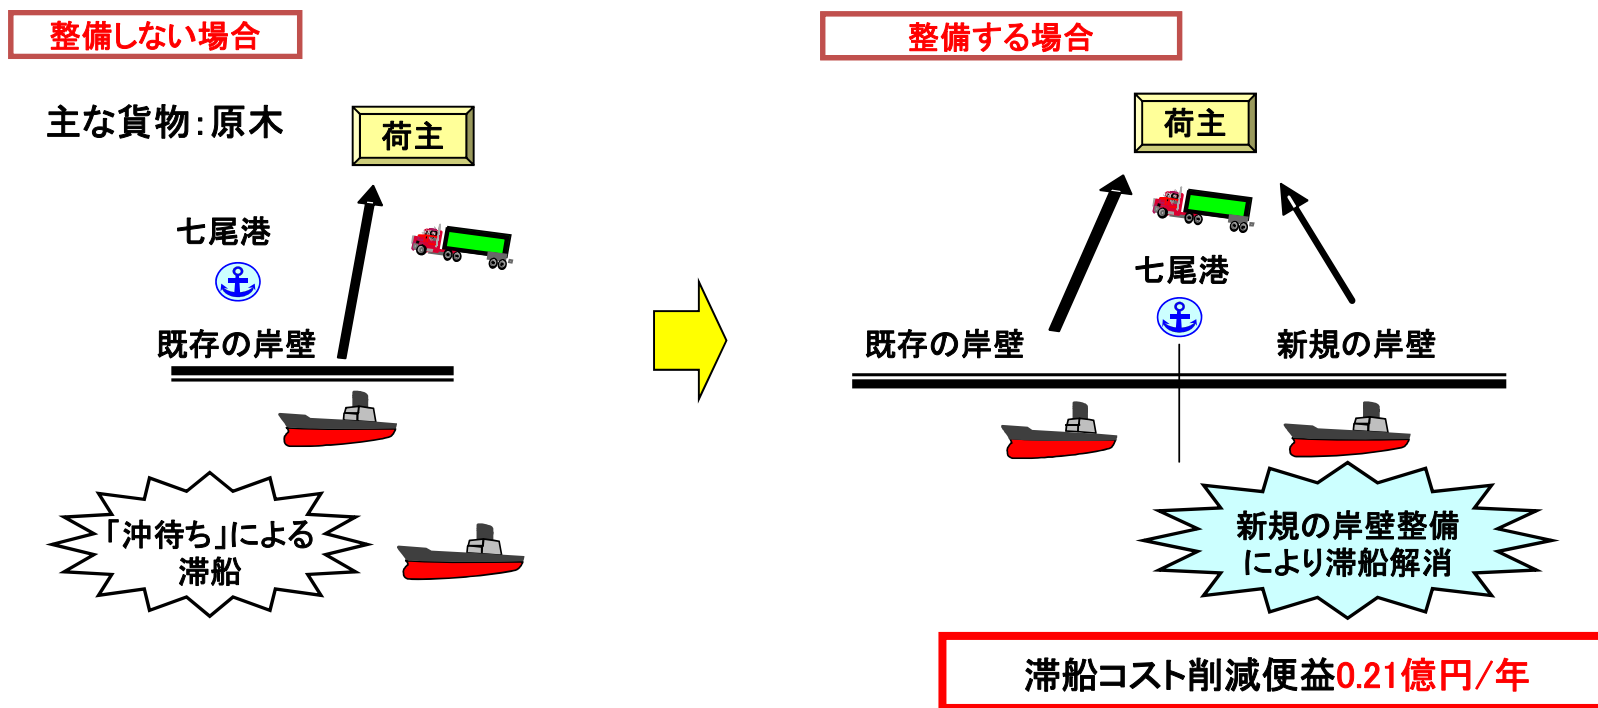 整備しない場合
主な貨物:原木
荷主
七尾港
既存の岸壁
「沖待ち」による
滞船
整備する場合
荷主
七尾港
既存の岸壁
新規の岸壁
新規の岸壁整備
により滞船解消
滞船コスト削減便益0.21億円/年